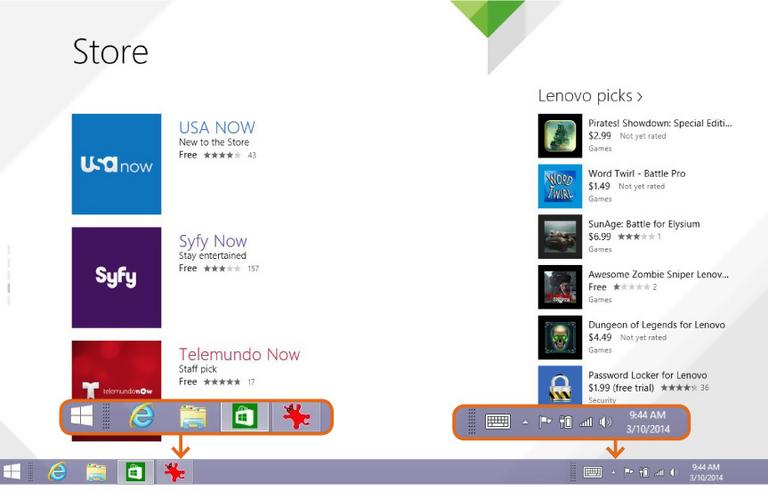 Store
USA NOW
New to the Store
Free 43
usa now
Syfy Now
Stay entertained
Free 157
Syfy
Telemundo Now
Staff pick
Free 17
T telemundo now
Lenovo picks ›
Pirates! Showdown: Special Editi...
$2.99 Not yet rated
Games
Word Twirl - Battle Pro
$1.49 Not yet rated
Games
WORD
TWIRL
SunAge: Battle for Elysium
$6.99 1
Games
Awesome Zombie Sniper Lenov...
Free 2
Games
Dungeon of Legends for Lenovo
$4.49 Not yet rated
Games
Password Locker for Lenovo
$1.99 (free trial) 36
Security
9:44 AM
3/10/2014
9:44 AM
3/10/2014